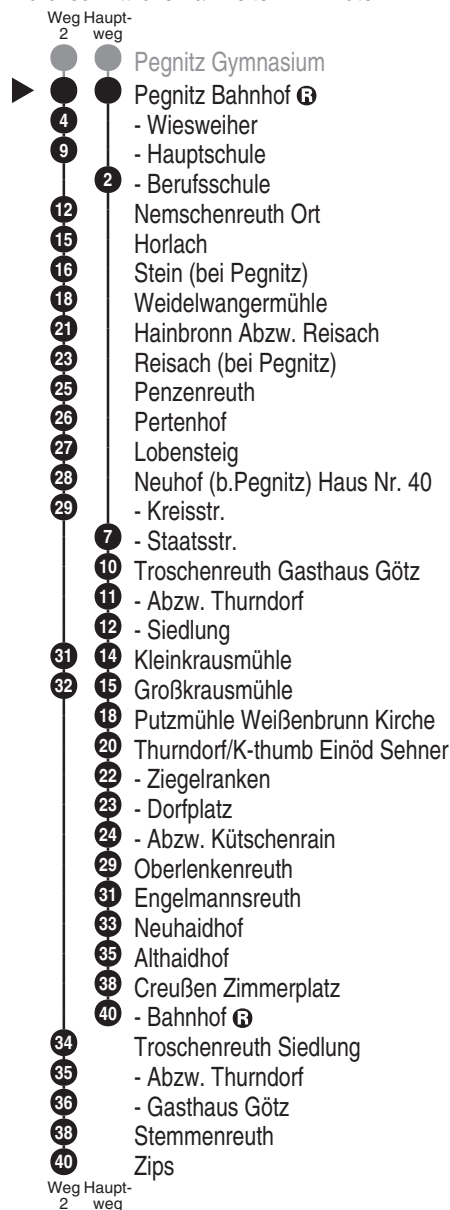 Weg Haupt-
2 weg
Pegnitz Gymnasium
Pegnitz Bahnhof R
4 - Wiesweiher
9 - Hauptschule
2 - Berufsschule
12 Nemschenreuth Ort
15 Horlach
16 Stein (bei Pegnitz)
18 Weidelwangermühle
21 Hainbronn Abzw. Reisach
23 Reisach (bei Pegnitz)
25 Penzenreuth
26 Pertenhof
27 Lobensteig
28 Neuhof (b.Pegnitz) Haus Nr. 40
29 - Kreisstr.
7 - Staatsstr.
10 Troschenreuth Gasthaus Götz
11 - Abzw. Thurndorf
12 - Siedlung
31 14 Kleinkrausmühle
32 15 Großkrausmühle
18 Putzmühle Weißenbrunn Kirche
20 Thurndorf/K-thumb Einöd Sehner
22 - Ziegelranken
23 - Dorfplatz
24 - Abzw. Kütschenrain
29 Oberlenkenreuth
31 Engelmannsreuth
33 Neuhaidhof
35 Althaidhof
38 Creußen Zimmerplatz
40 - Bahnhof R
34 Troschenreuth Siedlung
35 - Abzw. Thurndorf
36 - Gasthaus Götz
38 Stemmenreuth
40 Zips
Weg Haupt-
2 weg